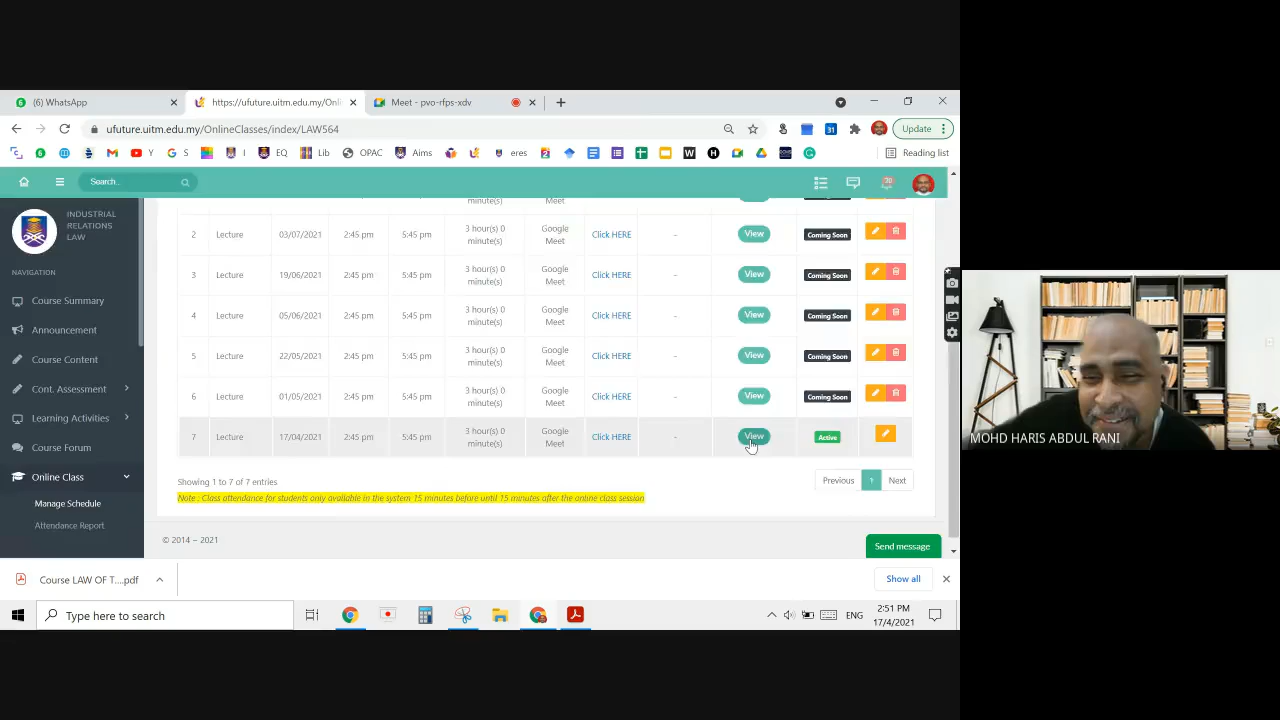 (6) WhatsApp
https://ufuture.uitm.edu.my/Onli
Meet - pvo-rfps-xdv
ufuture.uitm.edu.my/OnlineClasses/index/LAW564
Update
Y
S
EQ
Lib
OPAC
Aims
eres
Reading list
Search...
INDUSTRIAL
RELATIONS
LAW
NAVIGATION
Course Summary
Announcement
Course Content
Cont. Assessment
Learning Activities
Course Forum
Online Class
Manage Schedule
Attendance Report
minute(s)
Meet
2 Lecture 03/07/2021 2:45 pm 5:45 pm 3 hour(s) 0 minute(s) Google Meet Click HERE - View Coming Soon
3 Lecture 19/06/2021 2:45 pm 5:45 pm 3 hour(s) 0 minute(s) Google Meet Click HERE - View Coming Soon
4 Lecture 05/06/2021 2:45 pm 5:45 pm 3 hour(s) 0 minute(s) Google Meet Click HERE - View Coming Soon
5 Lecture 22/05/2021 2:45 pm 5:45 pm 3 hour(s) 0 minute(s) Google Meet Click HERE - View Coming Soon
6 Lecture 01/05/2021 2:45 pm 5:45 pm 3 hour(s) 0 minute(s) Google Meet Click HERE - View Coming Soon
7 Lecture 17/04/2021 2:45 pm 5:45 pm 3 hour(s) 0 minute(s) Google Meet Click HERE - View Active
Showing 1 to 7 of 7 entries
Previous 1 Next
Note : Class attendance for students only available in the system 15 minutes before until 15 minutes after the online class session
© 2014 – 2021
Send message
Course LAW OF T....pdf
Show all
Type here to search
ENG
2:51 PM
17/4/2021
MOHD HARIS ABDUL RANI